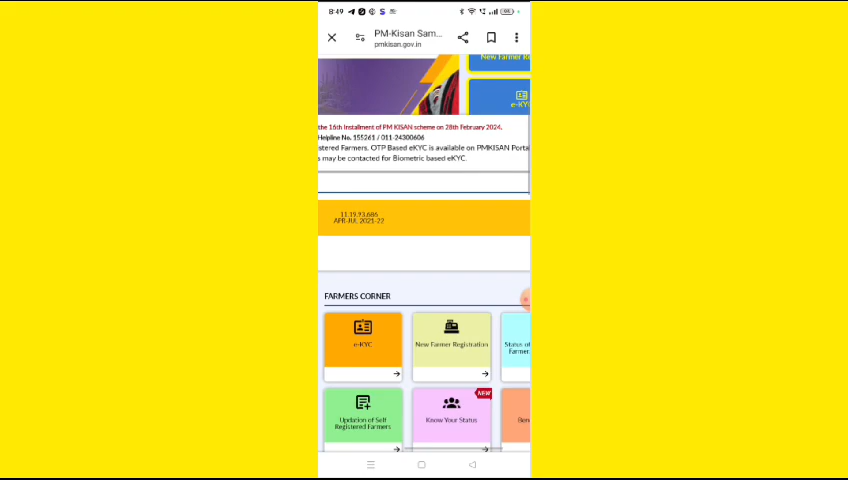 8:49
PM-Kisan Sam...
pmkisan.gov.in
New Farmer Re
e-KY
the 16th Installment of PM KISAN scheme on 28th February 2024.
Helpline No. 155261 / 011-24300606
stered Farmers. OTP Based eKYC is available on PMKISAN Porta
s may be contacted for Biometric based eKYC.
11,19,93,686
APR-JUL 2021-22
FARMERS CORNER
e-KYC
New Farmer Registration
Status of
Farmer
Updation of Self
Registered Farmers
NEW
Know Your Status
Ben